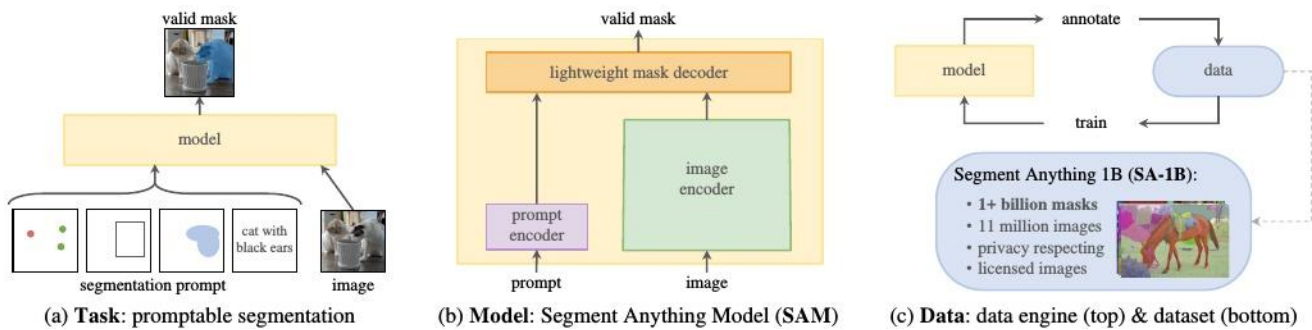 valid mask
model
cat with
black ears
segmentation prompt
image
(a) Task: promptable segmentation
valid mask
lightweight mask decoder
image
encoder
prompt
encoder
prompt
image
(b) Model: Segment Anything Model (SAM)
annotate
model
data
train
Segment Anything 1B (SA-1B):
• 1+ billion masks
• 11 million images
• privacy respecting
• licensed images
(c) Data: data engine (top) & dataset (bottom)